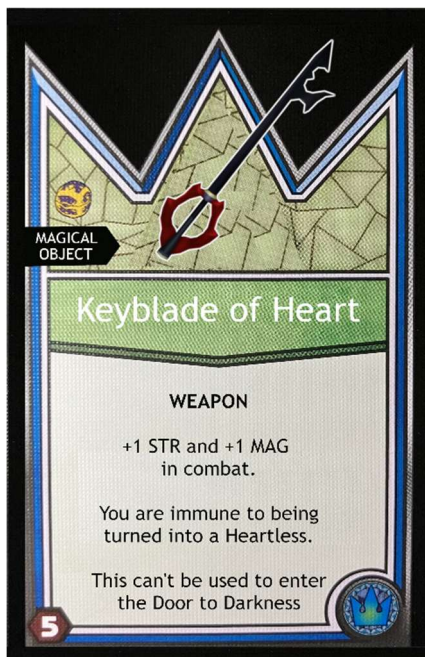 MAGICAL
OBJECT
Keyblade of Heart
WEAPON
+1 STR and +1 MAG
in combat.
You are immune to being
turned into a Heartless.
This can't be used to enter
the Door to Darkness
5